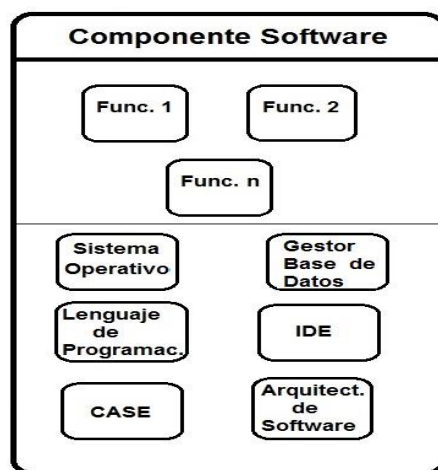 Componente Software
Func. 1
Func. 2
Func. n
Sistema
Operativo
Gestor
Base de
Datos
Lenguaje
de
Programac.
IDE
CASE
Arquitect.
de
Software